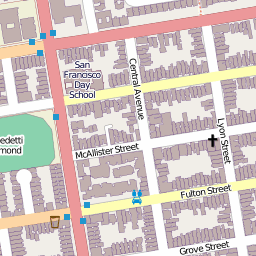 San
Francisco
Day
School
Central Avenue
Lyon Street
edetti
mond
McAllister Street
Fulton Street
Grove Street